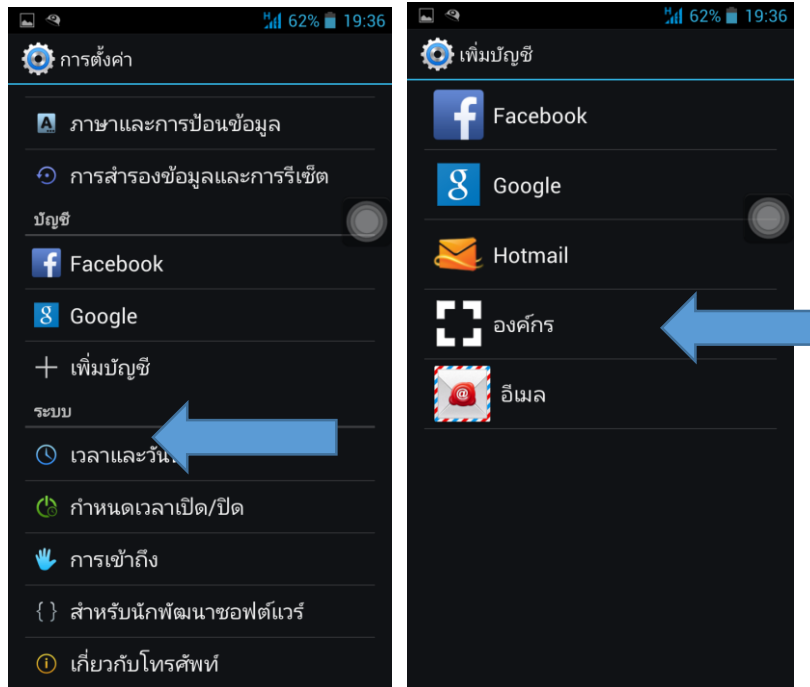 H 62% 19:36
การตั้งค่า
ภาษาและการป้อนข้อมูล
การสำรองข้อมูลและการรีเซ็ต
บัญชี
Facebook
Google
เพิ่มบัญชี
ระบบ
เวลาและวัน
กำหนดเวลาเปิด/ปิด
การเข้าถึง
{ } สำหรับนักพัฒนาซอฟต์แวร์
เกี่ยวกับโทรศัพท์
H 62% 19:36
เพิ่มบัญชี
Facebook
Google
Hotmail
องค์กร
อีเมล